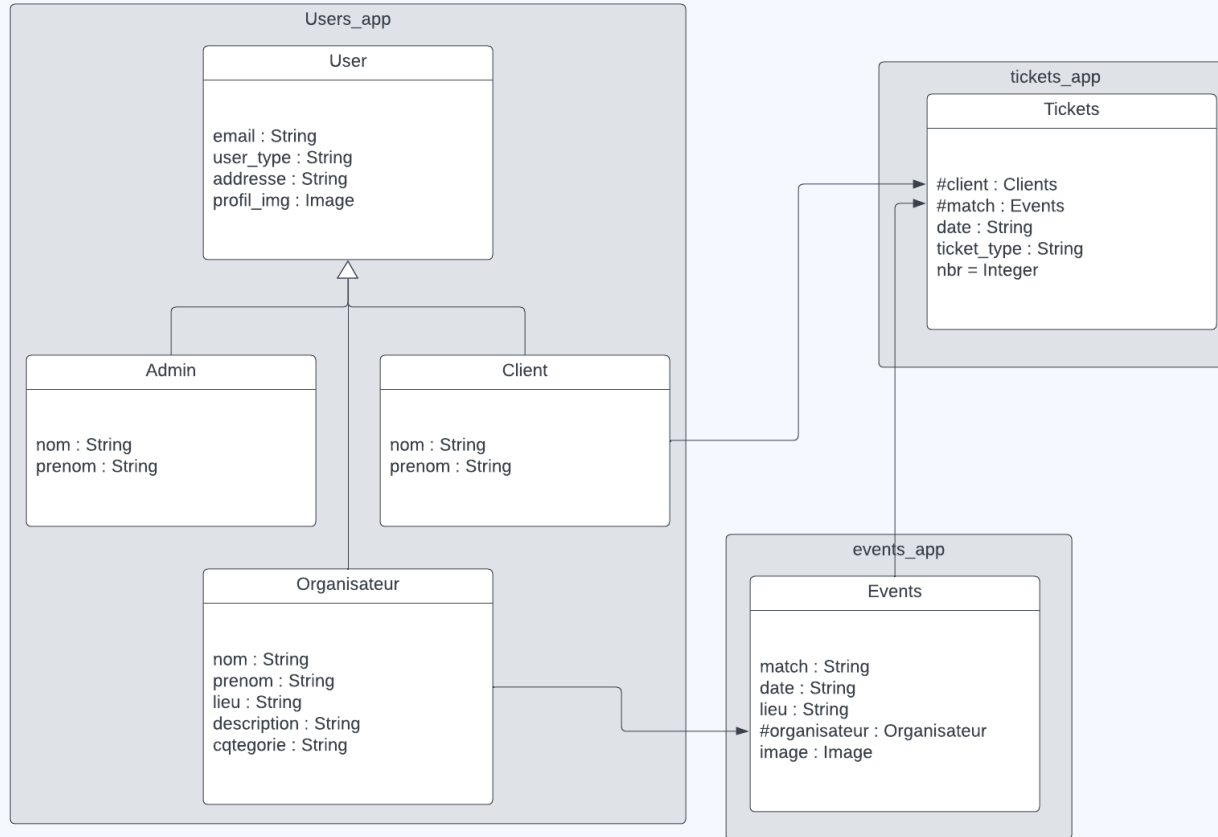 Users_app
User
email : String
user_type : String
addresse : String
profil_img : Image
Admin
nom : String
prenom : String
Client
nom : String
prenom : String
Organisateur
nom : String
prenom : String
lieu : String
description : String
cqtegorie : String
tickets_app
Tickets
#client : Clients
#match : Events
date : String
ticket_type : String
nbr = Integer
events_app
Events
match : String
date : String
lieu : String
#organisateur : Organisateur
image : Image